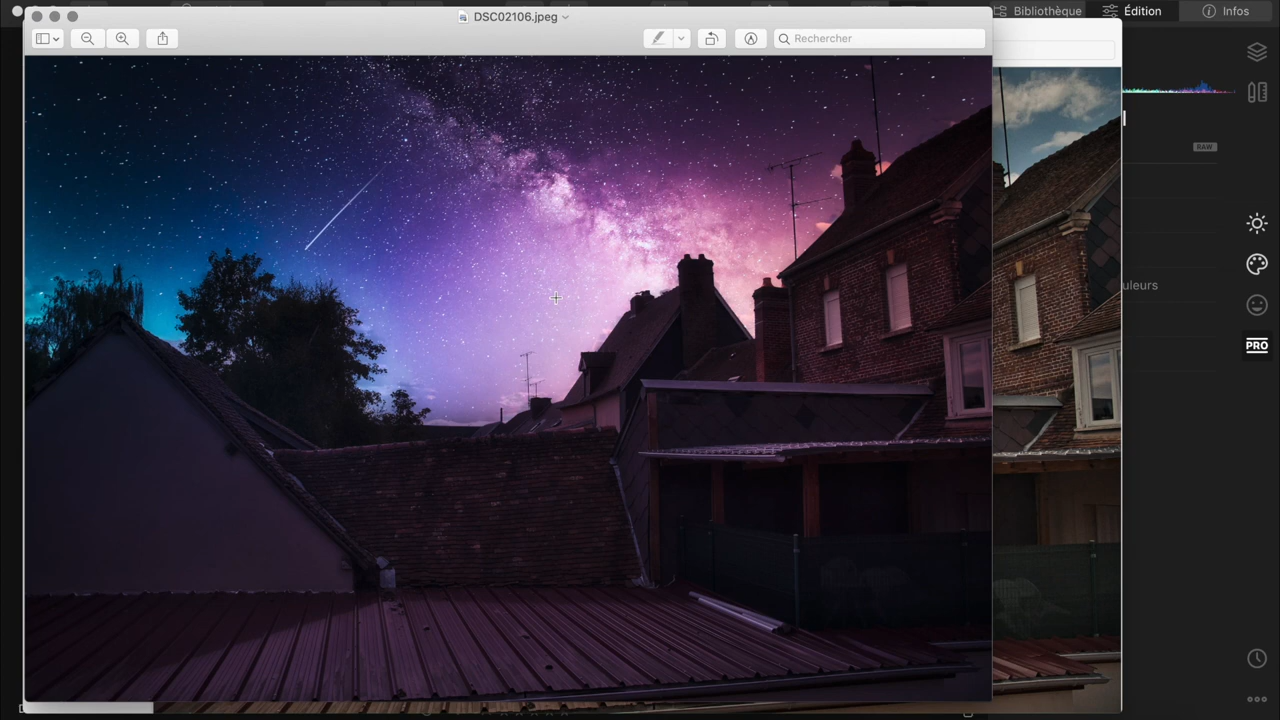 DSC02106.jpeg
Bibliothèque
Édition
Infos
Rechercher
RAW
uleurs
PRO